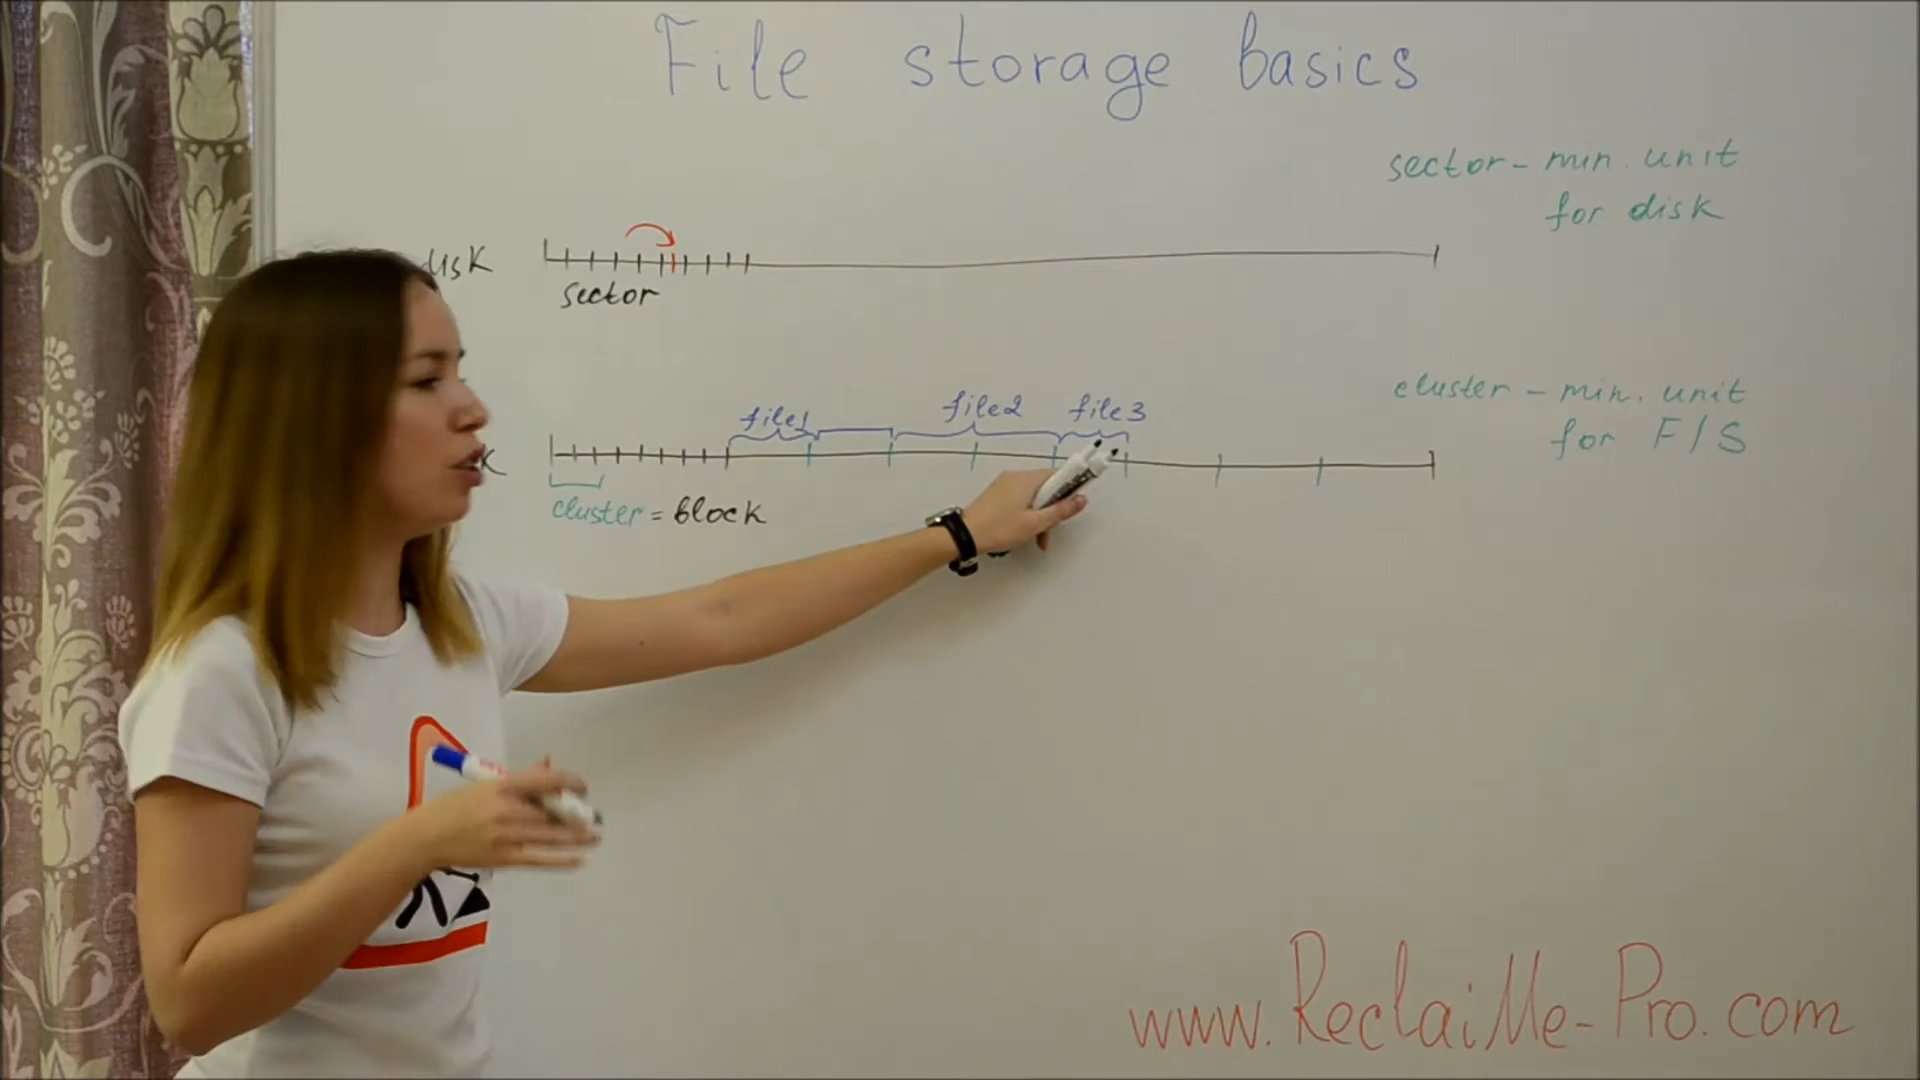 File storage basics
sector - min. unit
for disk
disk
sector
file1 file2 file3
cluster - min. unit
for F/S
cluster = block
www.ReclaiMe-Pro.com